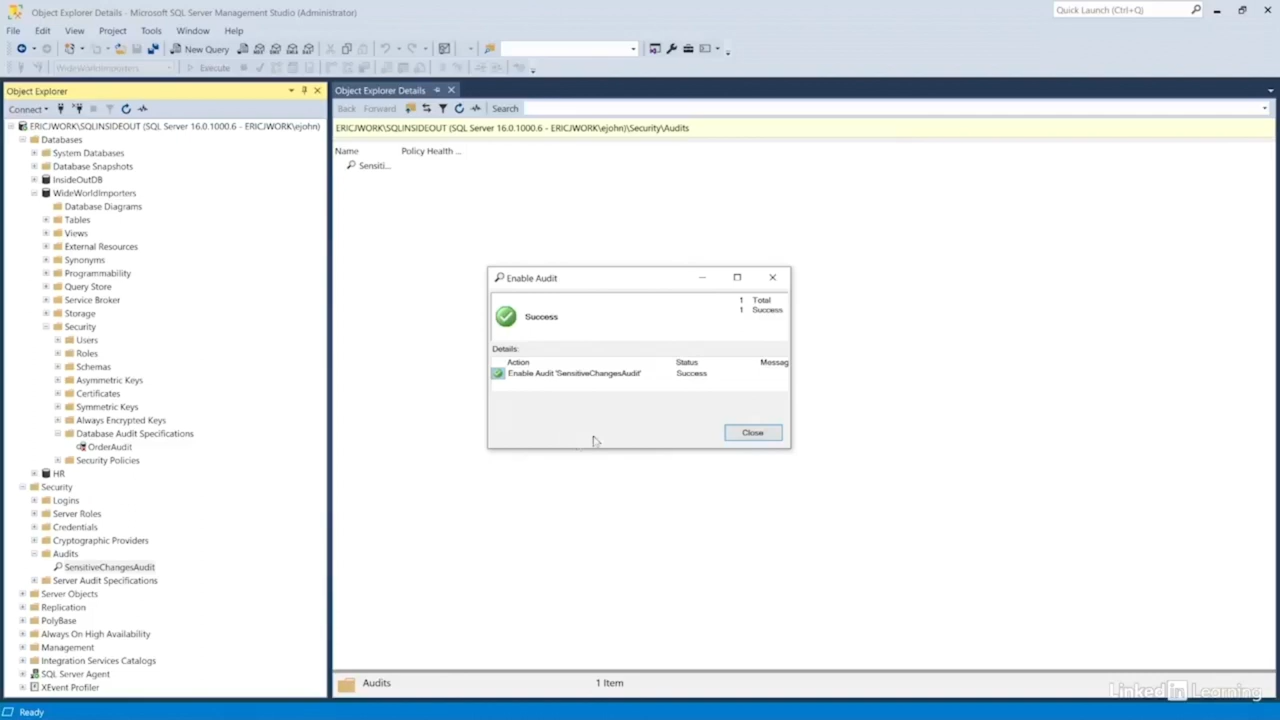 Object Explorer Details - Microsoft SQL Server Management Studio (Administrator)
Quick Launch (Ctrl+Q)
File Edit View Project Tools Window Help
New Query
WideWorldImporters Execute
Object Explorer
Connect
ERICJWORK\SQLINSIDEOUT (SQL Server 16.0.1000.6 - ERICJWORK\ejohn)
Databases
System Databases
Database Snapshots
InsideOutDB
WideWorldImporters
Database Diagrams
Tables
Views
External Resources
Synonyms
Programmability
Query Store
Service Broker
Storage
Security
Users
Roles
Schemas
Asymmetric Keys
Certificates
Symmetric Keys
Always Encrypted Keys
Database Audit Specifications
OrderAudit
Security Policies
HR
Security
Logins
Server Roles
Credentials
Cryptographic Providers
Audits
SensitiveChangesAudit
Server Audit Specifications
Server Objects
Replication
PolyBase
Always On High Availability
Management
Integration Services Catalogs
SQL Server Agent
XEvent Profiler
Object Explorer Details
Back Forward Search
ERICJWORK\SQLINSIDEOUT (SQL Server 16.0.1000.6 - ERICJWORK\ejohn)\Security\Audits
Name Policy Health ...
Sensiti...
Enable Audit
Success
1 Total
1 Success
Details:
Action Status Messag
Enable Audit 'SensitiveChangesAudit' Success
Close
Audits 1 Item
LinkedIn Learning
Ready